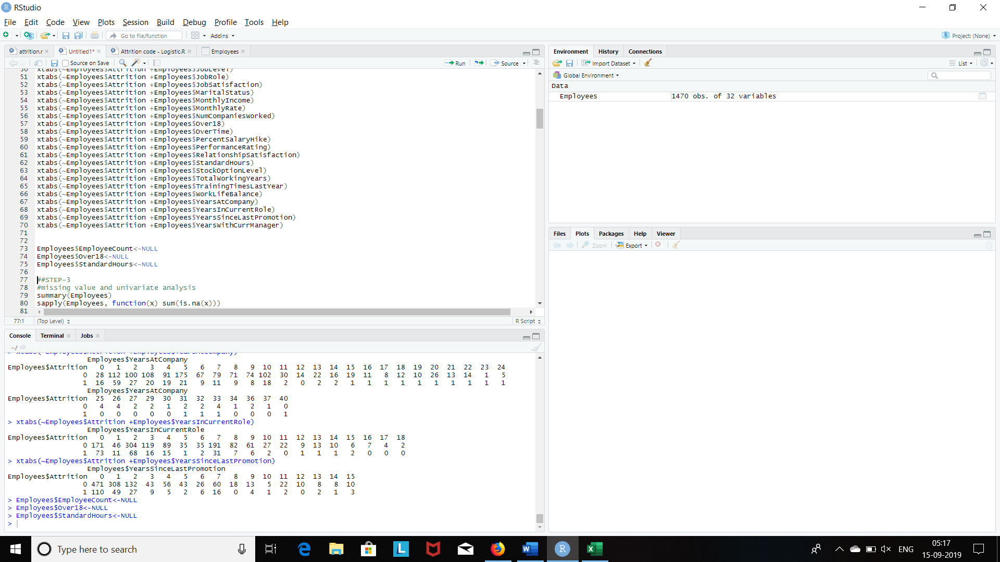 RStudio
File Edit Code View Plots Session Build Debug Profile Tools Help
Go to file/function Addins Project: (None)
attrition.r Untitled1* Attrition code - Logistic.R Employees
Source on Save Run Source
50 xtabs(~Employees$Attrition +Employees$JobLevel)
51 xtabs(~Employees$Attrition +Employees$JobRole)
52 xtabs(~Employees$Attrition +Employees$JobSatisfaction)
53 xtabs(~Employees$Attrition +Employees$MaritalStatus)
54 xtabs(~Employees$Attrition +Employees$MonthlyIncome)
55 xtabs(~Employees$Attrition +Employees$MonthlyRate)
56 xtabs(~Employees$Attrition +Employees$NumCompaniesWorked)
57 xtabs(~Employees$Attrition +Employees$Over18)
58 xtabs(~Employees$Attrition +Employees$OverTime)
59 xtabs(~Employees$Attrition +Employees$PercentSalaryHike)
60 xtabs(~Employees$Attrition +Employees$PerformanceRating)
61 xtabs(~Employees$Attrition +Employees$RelationshipSatisfaction)
62 xtabs(~Employees$Attrition +Employees$StandardHours)
63 xtabs(~Employees$Attrition +Employees$StockOptionLevel)
64 xtabs(~Employees$Attrition +Employees$TotalWorkingYears)
65 xtabs(~Employees$Attrition +Employees$TrainingTimesLastYear)
66 xtabs(~Employees$Attrition +Employees$WorkLifeBalance)
67 xtabs(~Employees$Attrition +Employees$YearsAtCompany)
68 xtabs(~Employees$Attrition +Employees$YearsInCurrentRole)
69 xtabs(~Employees$Attrition +Employees$YearsSinceLastPromotion)
70 xtabs(~Employees$Attrition +Employees$YearsWithCurrManager)
71
72
73 Employees$EmployeeCount<-NULL
74 Employees$Over18<-NULL
75 Employees$StandardHours<-NULL
76
77 ##STEP-3
78 #missing value and univariate analysis
79 summary(Employees)
80 sapply(Employees, function(x) sum(is.na(x)))
81
77:1 (Top Level) R Script
Console Terminal Jobs
~/
> xtabs(~Employees$Attrition +Employees$YearsAtCompany)
Employees$YearsAtCompany
Employees$Attrition 0 1 2 3 4 5 6 7 8 9 10 11 12 13 14 15 16 17 18 19 20 21 22 23 24
0 28 112 100 108 91 175 67 79 71 74 102 30 14 22 16 19 11 8 12 10 26 13 14 1 5
1 16 59 27 20 19 21 9 11 9 8 18 2 0 2 2 1 1 1 1 1 1 1 1 1 1
Employees$YearsAtCompany
Employees$Attrition 25 26 27 29 30 31 32 33 34 36 37 40
0 4 4 2 2 1 2 2 4 1 2 1 0
1 0 0 0 0 0 1 1 1 0 0 0 1
> xtabs(~Employees$Attrition +Employees$YearsInCurrentRole)
Employees$YearsInCurrentRole
Employees$Attrition 0 1 2 3 4 5 6 7 8 9 10 11 12 13 14 15 16 17 18
0 171 46 304 119 89 35 35 191 82 61 27 22 9 13 10 6 7 4 2
1 73 11 68 16 15 1 2 31 7 6 2 0 1 1 1 2 0 0 0
> xtabs(~Employees$Attrition +Employees$YearsSinceLastPromotion)
Employees$YearsSinceLastPromotion
Employees$Attrition 0 1 2 3 4 5 6 7 8 9 10 11 12 13 14 15
0 471 308 132 43 56 43 26 60 18 13 5 22 10 8 8 10
1 110 49 27 9 5 2 6 16 0 4 1 2 0 2 1 3
> Employees$EmployeeCount<-NULL
> Employees$Over18<-NULL
> Employees$StandardHours<-NULL
>
Environment History Connections
Import Dataset List
Global Environment
Data
Employees 1470 obs. of 32 variables
Files Plots Packages Help Viewer
Zoom Export
Type here to search
ENG
05:17
15-09-2019